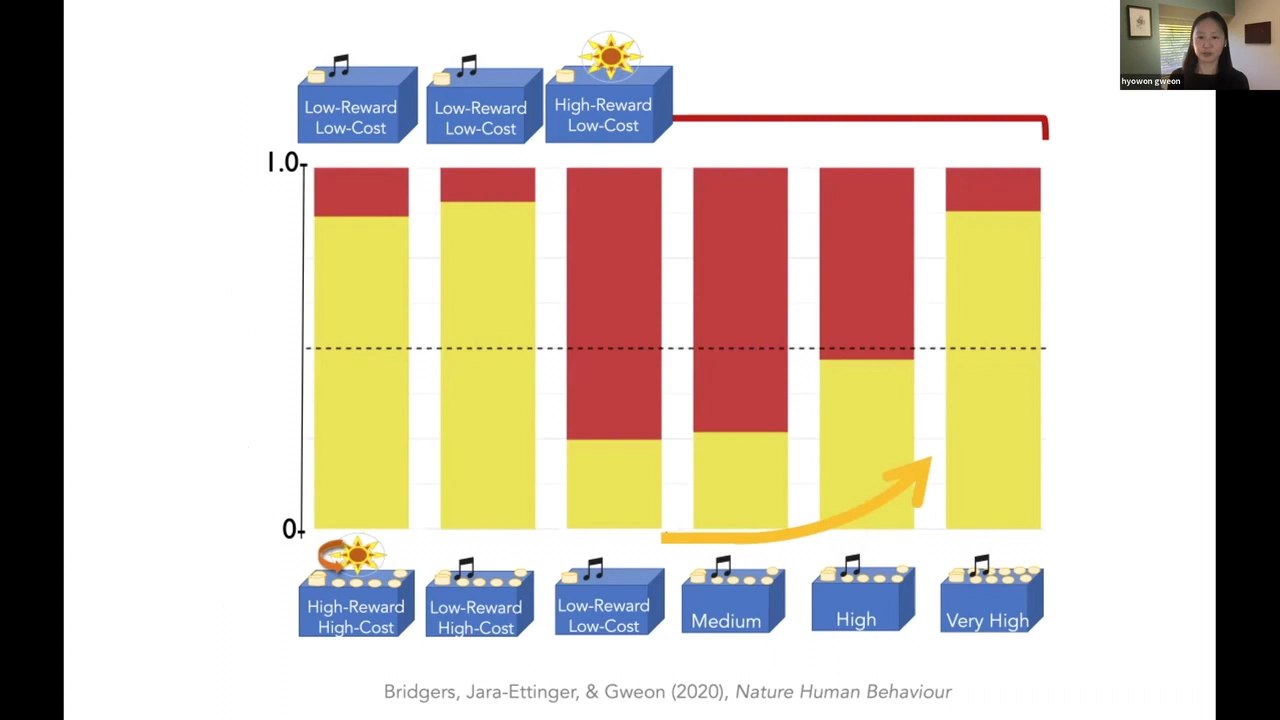 hyowon gweon
Low-Reward
Low-Cost
Low-Reward
Low-Cost
High-Reward
Low-Cost
1.0
0
High-Reward
High-Cost
Low-Reward
High-Cost
Low-Reward
Low-Cost
Medium
High
Very High
Bridgers, Jara-Ettinger, & Gweon (2020), Nature Human Behaviour